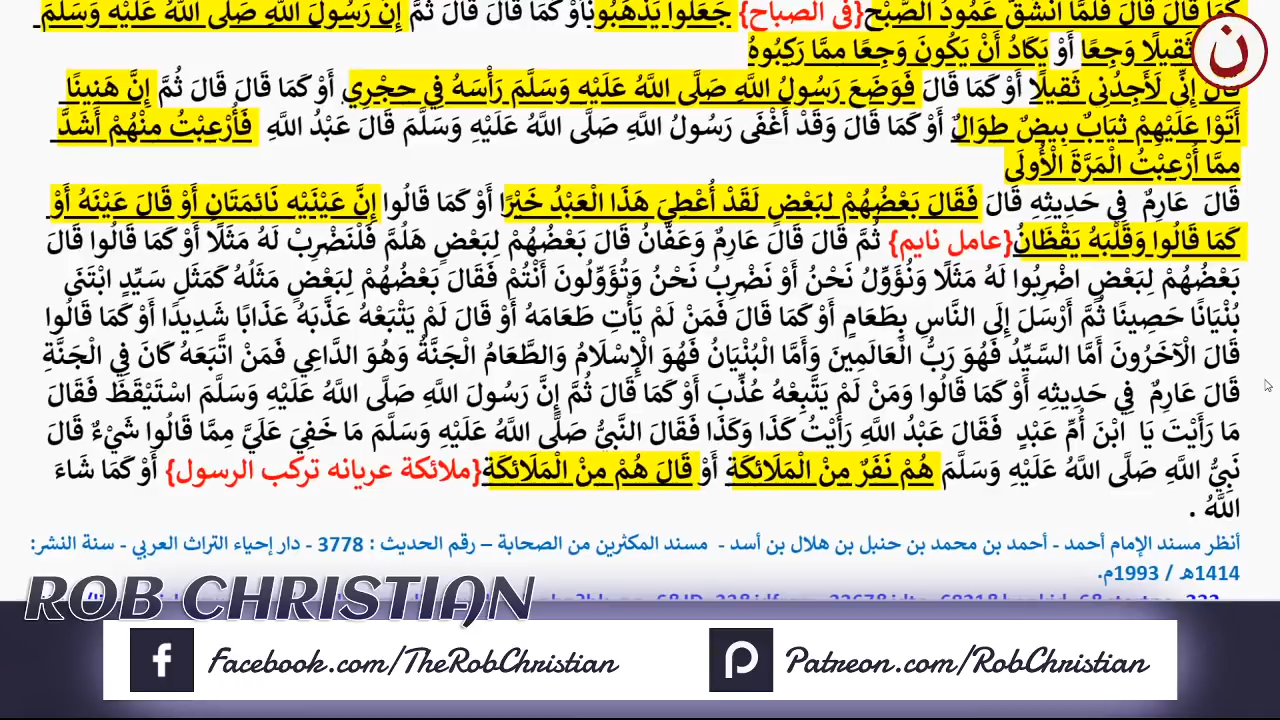 كَمَا قَالَ قَالَ فَلَمَّا انْشَقَّ عَمُودُ الصُّبْحِ{فى الصباح} جَعَلُوا يَذْهَبُونَ أَوْ كَمَا قَالَ قَالَ ثُمَّ إِنَّ رَسُولَ اللَّهِ صَلَّى اللَّهُ عَلَيْهِ وَسَلَّمَ
ثَقِيلًا وَجِعًا أَوْ يَكَادُ أَنْ يَكُونَ وَجِعًا مِمَّا رَكِبُوهُ
قَالَ إِنِّي لَأَجِدُنِي ثَقِيلًا أَوْ كَمَا قَالَ فَوَضَعَ رَسُولُ اللَّهِ صَلَّى اللَّهُ عَلَيْهِ وَسَلَّمَ رَأْسَهُ فِي حِجْرِي أَوْ كَمَا قَالَ قَالَ ثُمَّ إِنَّ هَنِينًا
أَتَوْا عَلَيْهِمْ ثِيَابٌ بِيضٌ طِوَالٌ أَوْ كَمَا قَالَ وَقَدْ أَغْفَى رَسُولُ اللَّهِ صَلَّى اللَّهُ عَلَيْهِ وَسَلَّمَ قَالَ عَبْدُ اللَّهِ فَأُرْعِبْتُ مِنْهُمْ أَشَدَّ
مِمَّا أُرْعِبْتُ الْمَرَّةَ الْأُولَى
قَالَ عَارِمٌ فِي حَدِيثِهِ قَالَ فَقَالَ بَعْضُهُمْ لِبَعْضٍ لَقَدْ أُعْطِيَ هَذَا الْعَبْدُ خَيْرًا أَوْ كَمَا قَالُوا إِنَّ عَيْنَيْهِ نَائِمَتَانِ أَوْ قَالَ عَيْنَهُ أَوْ
كَمَا قَالُوا وَقَلْبَهُ يَقْظَانُ{عامل نايم} ثُمَّ قَالَ قَالَ عَارِمٌ وَعَفَّانُ قَالَ بَعْضُهُمْ لِبَعْضٍ هَلُمَّ فَلْنَضْرِبْ لَهُ مَثَلًا أَوْ كَمَا قَالُوا قَالَ
بَعْضُهُمْ لِبَعْضٍ اضْرِبُوا لَهُ مَثَلًا وَنُؤَوِّلُ نَحْنُ أَوْ نَضْرِبُ نَحْنُ وَتُؤَوِّلُونَ أَنْتُمْ فَقَالَ بَعْضُهُمْ لِبَعْضٍ مَثَلُهُ كَمَثَلِ سَيِّدٍ ابْتَنَى
بُنْيَانًا حَصِينًا ثُمَّ أَرْسَلَ إِلَى النَّاسِ بِطَعَامٍ أَوْ كَمَا قَالَ فَمَنْ لَمْ يَأْتِ طَعَامَهُ أَوْ قَالَ لَمْ يَتْبَعْهُ عَذَّبَهُ عَذَابًا شَدِيدًا أَوْ كَمَا قَالُوا
قَالَ الْآخَرُونَ أَمَّا السَّيِّدُ فَهُوَ رَبُّ الْعَالَمِينَ وَأَمَّا الْبُنْيَانُ فَهُوَ الْإِسْلَامُ وَالطَّعَامُ الْجَنَّةُ وَهُوَ الدَّاعِي فَمَنْ اتَّبَعَهُ كَانَ فِي الْجَنَّةِ
قَالَ عَارِمٌ فِي حَدِيثِهِ أَوْ كَمَا قَالُوا وَمَنْ لَمْ يَتَّبِعْهُ عُذِّبَ أَوْ كَمَا قَالَ ثُمَّ إِنَّ رَسُولَ اللَّهِ صَلَّى اللَّهُ عَلَيْهِ وَسَلَّمَ اسْتَيْقَظَ فَقَالَ
مَا رَأَيْتَ يَا ابْنَ أُمِّ عَبْدٍ فَقَالَ عَبْدُ اللَّهِ رَأَيْتُ كَذَا وَكَذَا فَقَالَ النَّبِيُّ صَلَّى اللَّهُ عَلَيْهِ وَسَلَّمَ مَا خَفِيَ عَلَيَّ مِمَّا قَالُوا شَيْءٌ قَالَ
نَبِيُّ اللَّهِ صَلَّى اللَّهُ عَلَيْهِ وَسَلَّمَ هُمْ نَفَرٌ مِنْ الْمَلَائِكَةِ أَوْ قَالَ هُمْ مِنْ الْمَلَائِكَةِ{ملائكة عريانه تركب الرسول} أَوْ كَمَا شَاءَ
اللَّهُ .
أنظر مسند الإمام أحمد - أحمد بن محمد بن حنبل بن هلال بن أسد - مسند المكثرين من الصحابة – رقم الحديث : 3778 - دار إحياء التراث العربي - سنة النشر:
1414هـ / 1993م.
ROB CHRISTIAN
Facebook.com/TheRobChristian
Patreon.com/RobChristian
ن